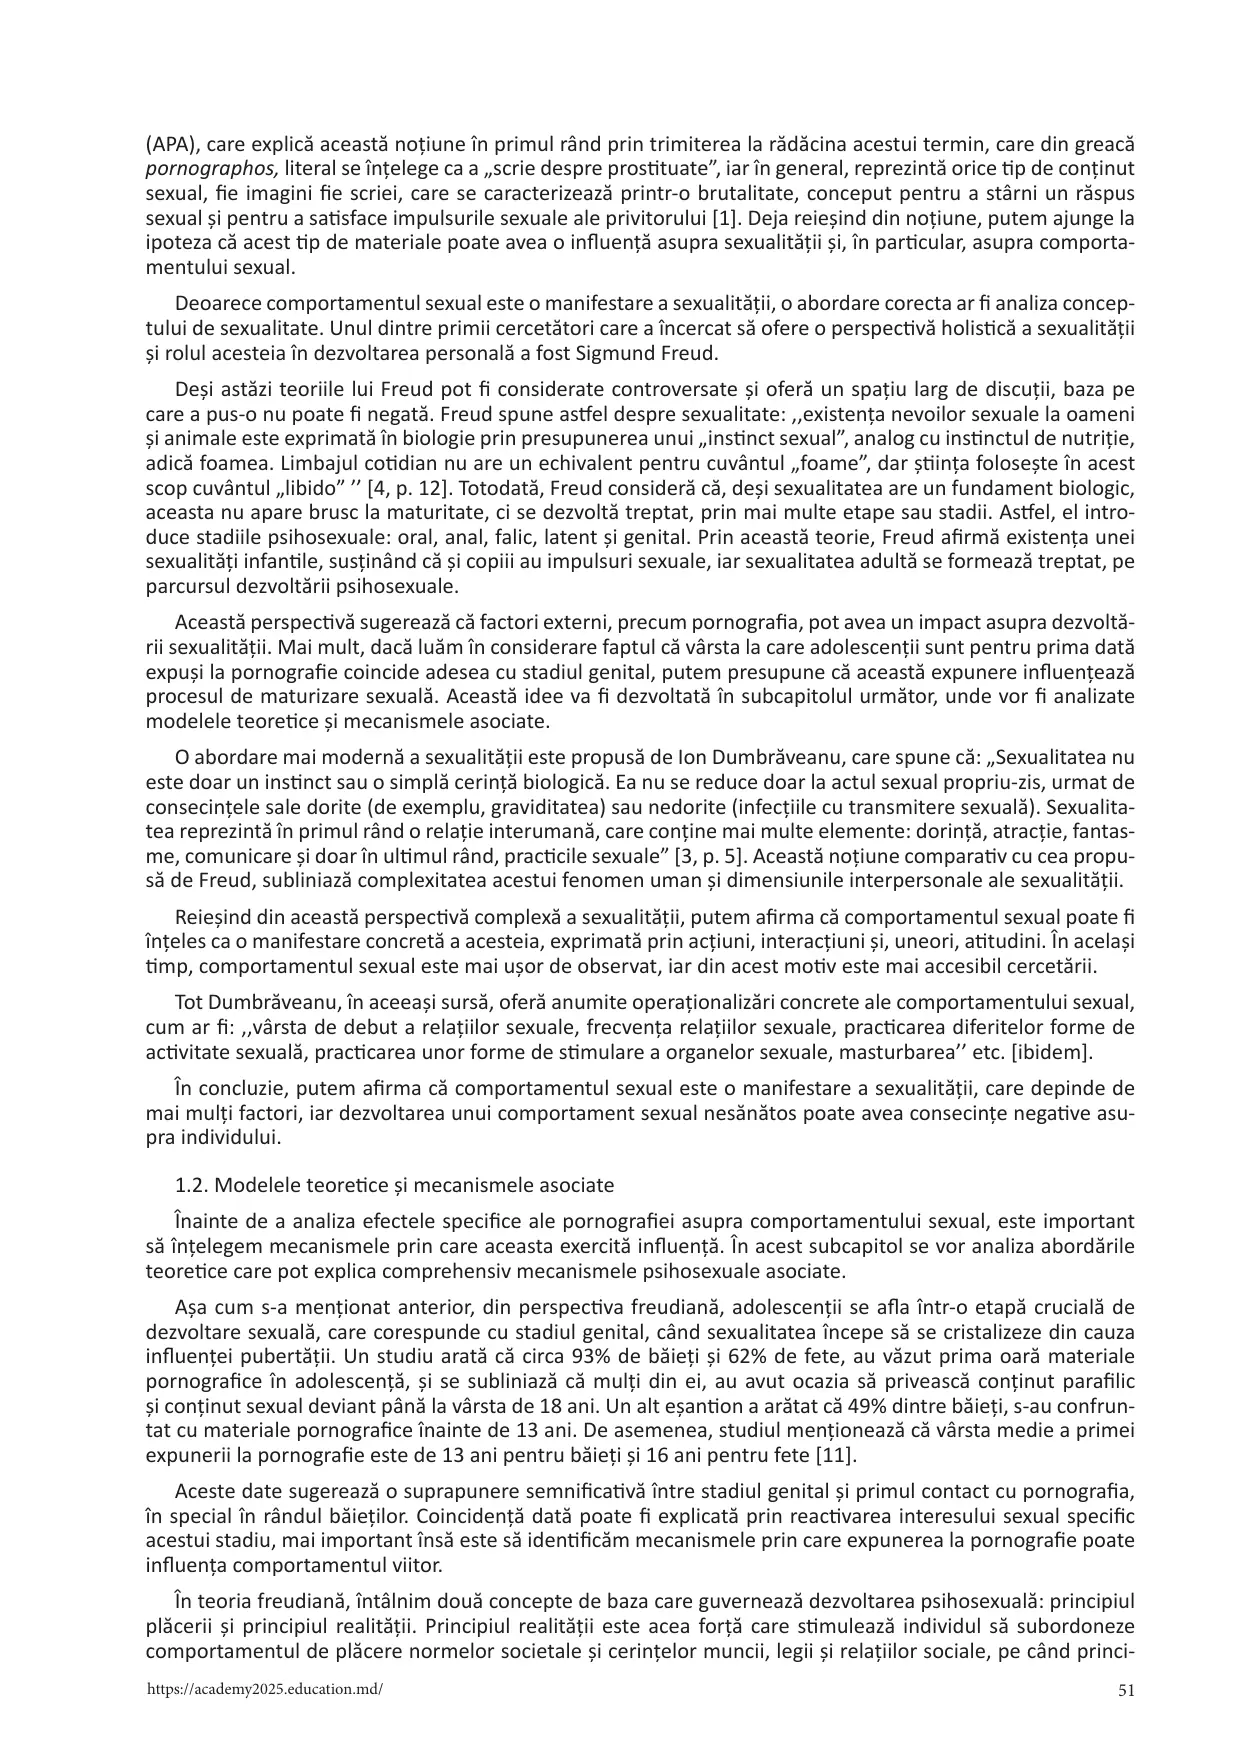 (APA), care explică această noțiune în primul rând prin trimiterea la rădăcina acestui termin, care din greacă
pornographos, literal se înțelege ca a „scrie despre prostituate”, iar în general, reprezintă orice tip de conținut
sexual, fie imagini fie scriei, care se caracterizează printr-o brutalitate, conceput pentru a stârni un răspus
sexual și pentru a satisface impulsurile sexuale ale privitorului [1]. Deja reieșind din noțiune, putem ajunge la
ipoteza că acest tip de materiale poate avea o influență asupra sexualității și, în particular, asupra comporta-
mentului sexual.
Deoarece comportamentul sexual este o manifestare a sexualității, o abordare corecta ar fi analiza concep-
tului de sexualitate. Unul dintre primii cercetători care a încercat să ofere o perspectivă holistică a sexualității
și rolul acesteia în dezvoltarea personală a fost Sigmund Freud.
Deși astăzi teoriile lui Freud pot fi considerate controversate și oferă un spațiu larg de discuții, baza pe
care a pus-o nu poate fi negată. Freud spune astfel despre sexualitate: ,,existența nevoilor sexuale la oameni
și animale este exprimată în biologie prin presupunerea unui „instinct sexual”, analog cu instinctul de nutriție,
adică foamea. Limbajul cotidian nu are un echivalent pentru cuvântul „foame”, dar știința folosește în acest
scop cuvântul „libido” ’’ [4, p. 12]. Totodată, Freud consideră că, deși sexualitatea are un fundament biologic,
aceasta nu apare brusc la maturitate, ci se dezvoltă treptat, prin mai multe etape sau stadii. Astfel, el intro-
duce stadiile psihosexuale: oral, anal, falic, latent și genital. Prin această teorie, Freud afirmă existența unei
sexualități infantile, susținând că și copiii au impulsuri sexuale, iar sexualitatea adultă se formează treptat, pe
parcursul dezvoltării psihosexuale.
Această perspectivă sugerează că factori externi, precum pornografia, pot avea un impact asupra dezvoltă-
rii sexualității. Mai mult, dacă luăm în considerare faptul că vârsta la care adolescenții sunt pentru prima dată
expuși la pornografie coincide adesea cu stadiul genital, putem presupune că această expunere influențează
procesul de maturizare sexuală. Această idee va fi dezvoltată în subcapitolul următor, unde vor fi analizate
modelele teoretice și mecanismele asociate.
O abordare mai modernă a sexualității este propusă de Ion Dumbrăveanu, care spune că: „Sexualitatea nu
este doar un instinct sau o simplă cerință biologică. Ea nu se reduce doar la actul sexual propriu-zis, urmat de
consecințele sale dorite (de exemplu, graviditatea) sau nedorite (infecțiile cu transmitere sexuală). Sexualita-
tea reprezintă în primul rând o relație interumană, care conține mai multe elemente: dorință, atracție, fantas-
me, comunicare și doar în ultimul rând, practicile sexuale” [3, p. 5]. Această noțiune comparativ cu cea propu-
să de Freud, subliniază complexitatea acestui fenomen uman și dimensiunile interpersonale ale sexualității.
Reieșind din această perspectivă complexă a sexualității, putem afirma că comportamentul sexual poate fi
înțeles ca o manifestare concretă a acesteia, exprimată prin acțiuni, interacțiuni și, uneori, atitudini. În același
timp, comportamentul sexual este mai ușor de observat, iar din acest motiv este mai accesibil cercetării.
Tot Dumbrăveanu, în aceeași sursă, oferă anumite operaționalizări concrete ale comportamentului sexual,
cum ar fi: ,,vârsta de debut a relațiilor sexuale, frecvența relațiilor sexuale, practicarea diferitelor forme de
activitate sexuală, practicarea unor forme de stimulare a organelor sexuale, masturbarea’’ etc. [ibidem].
În concluzie, putem afirma că comportamentul sexual este o manifestare a sexualității, care depinde de
mai mulți factori, iar dezvoltarea unui comportament sexual nesănătos poate avea consecințe negative asu-
pra individului.
1.2. Modelele teoretice și mecanismele asociate
Înainte de a analiza efectele specifice ale pornografiei asupra comportamentului sexual, este important
să înțelegem mecanismele prin care aceasta exercită influență. În acest subcapitol se vor analiza abordările
teoretice care pot explica comprehensiv mecanismele psihosexuale asociate.
Așa cum s-a menționat anterior, din perspectiva freudiană, adolescenții se afla într-o etapă crucială de
dezvoltare sexuală, care corespunde cu stadiul genital, când sexualitatea începe să se cristalizeze din cauza
influenței pubertății. Un studiu arată că circa 93% de băieți și 62% de fete, au văzut prima oară materiale
pornografice în adolescență, și se subliniază că mulți din ei, au avut ocazia să privească conținut parafilic
și conținut sexual deviant până la vârsta de 18 ani. Un alt eșantion a arătat că 49% dintre băieți, s-au confrun-
tat cu materiale pornografice înainte de 13 ani. De asemenea, studiul menționează că vârsta medie a primei
expunerii la pornografie este de 13 ani pentru băieți și 16 ani pentru fete [11].
Aceste date sugerează o suprapunere semnificativă între stadiul genital și primul contact cu pornografia,
în special în rândul băieților. Coincidență dată poate fi explicată prin reactivarea interesului sexual specific
acestui stadiu, mai important însă este să identificăm mecanismele prin care expunerea la pornografie poate
influența comportamentul viitor.
În teoria freudiană, întâlnim două concepte de baza care guvernează dezvoltarea psihosexuală: principiul
plăcerii și principiul realității. Principiul realității este acea forță care stimulează individul să subordoneze
comportamentul de plăcere normelor societale și cerințelor muncii, legii și relațiilor sociale, pe când princi-
https://academy2025.education.md/
51